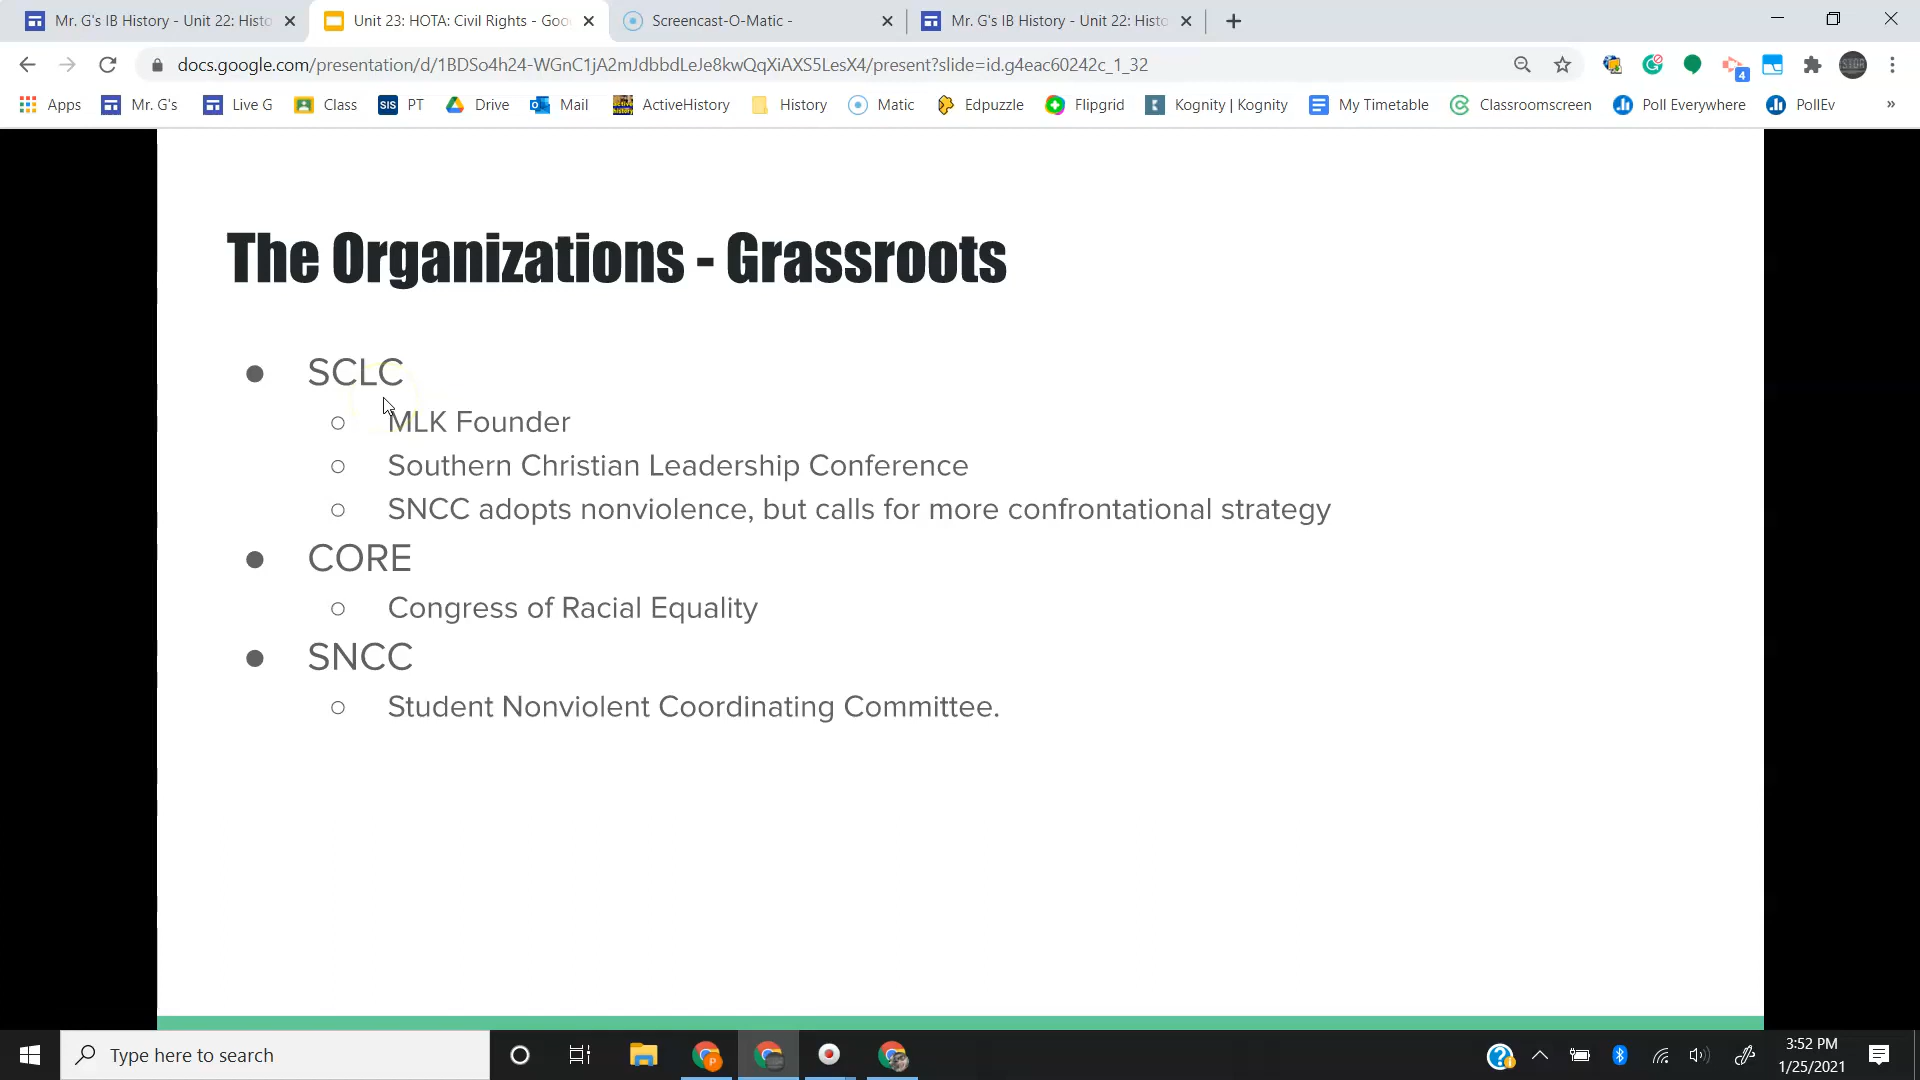 Mr. G's IB History - Unit 22: Histo
Unit 23: HOTA: Civil Rights - Goo
Screencast-O-Matic -
Mr. G's IB History - Unit 22: Histo
docs.google.com/presentation/d/1BDSo4h24-WGnC1jA2mJdbbdLeJe8kwQqXiAXS5LesX4/present?slide=id.g4eac60242c_1_32
4
Apps Mr. G's Live G Class SIS PT Drive Mail ActiveHistory History Matic Edpuzzle Flipgrid Kognity | Kognity My Timetable Classroomscreen Poll Everywhere PollEv »
The Organizations - Grassroots
● SCLC
○ MLK Founder
○ Southern Christian Leadership Conference
○ SNCC adopts nonviolence, but calls for more confrontational strategy
● CORE
○ Congress of Racial Equality
● SNCC
○ Student Nonviolent Coordinating Committee.
Type here to search
3:52 PM
1/25/2021